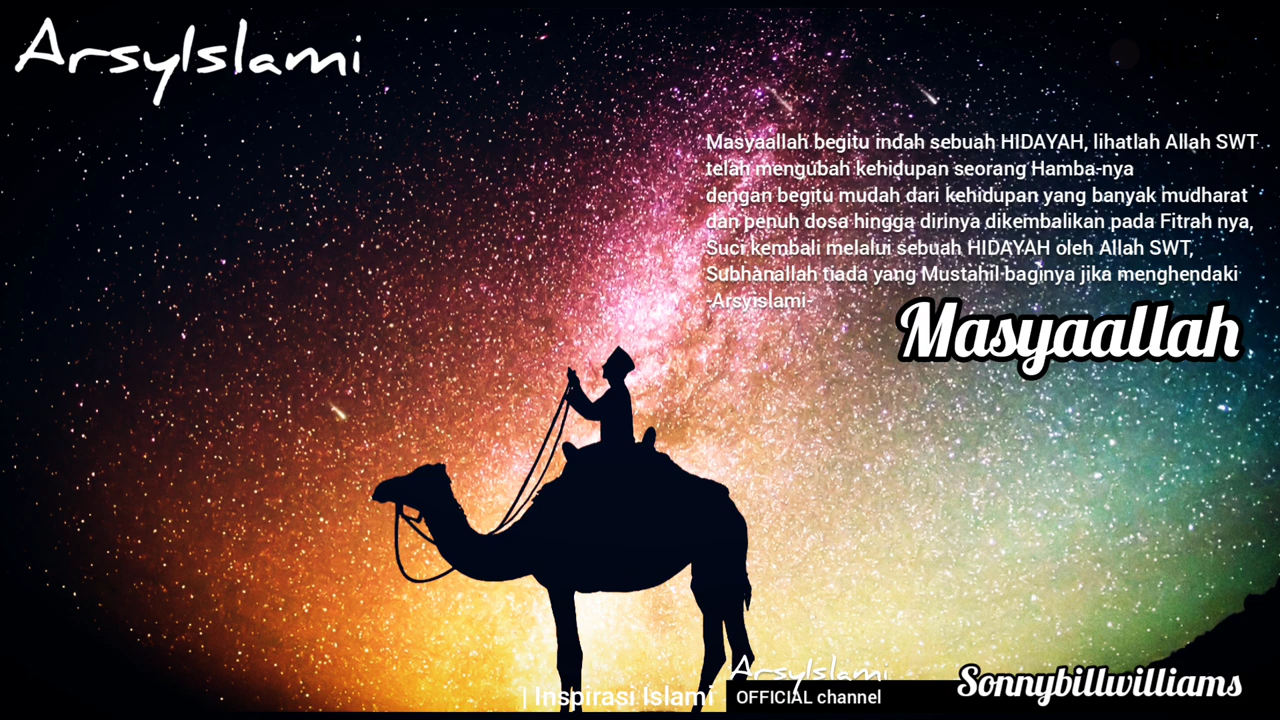 ArsyIslami
Masyaallah begitu indah sebuah HIDAYAH, lihatlah Allah SWT
telah mengubah kehidupan seorang Hamba-nya
dengan begitu mudah dari kehidupan yang banyak mudharat
dan penuh dosa hingga dirinya dikembalikan pada Fitrah nya,
Suci kembali melalui sebuah HIDAYAH oleh Allah SWT,
Subhanallah tiada yang Mustahil baginya jika menghendaki
-Arsyislami-
Masyaallah
ArsyIslami
| Inspirasi Islami
OFFICIAL channel
Sonnybillwilliams